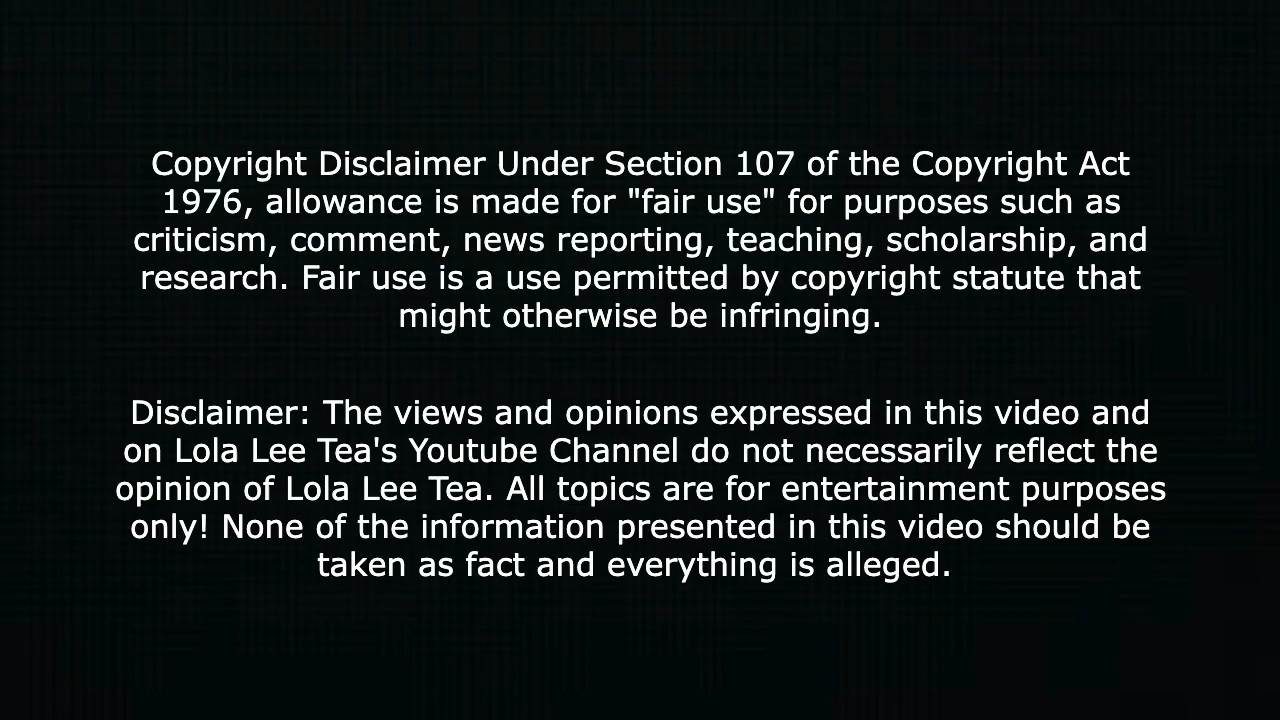 Copyright Disclaimer Under Section 107 of the Copyright Act
1976, allowance is made for "fair use" for purposes such as
criticism, comment, news reporting, teaching, scholarship, and
research. Fair use is a use permitted by copyright statute that
might otherwise be infringing.
Disclaimer: The views and opinions expressed in this video and
on Lola Lee Tea's Youtube Channel do not necessarily reflect the
opinion of Lola Lee Tea. All topics are for entertainment purposes
only! None of the information presented in this video should be
taken as fact and everything is alleged.